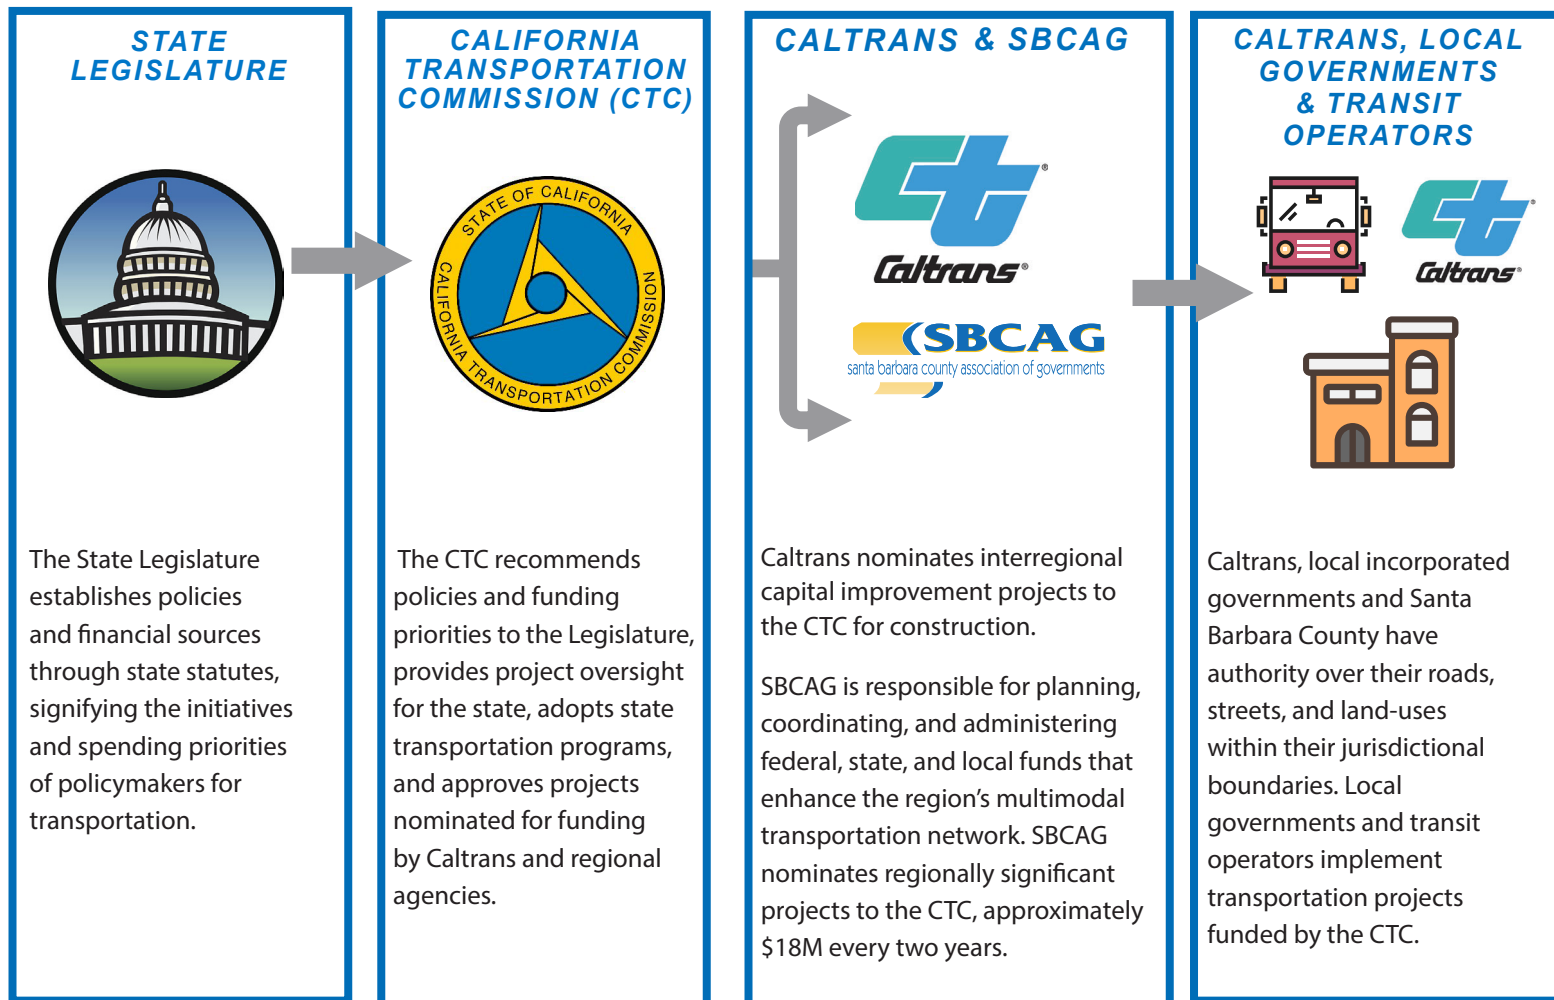 STATE
LEGISLATURE
The State Legislature
establishes policies
and financial sources
through state statutes,
signifying the initiatives
and spending priorities
of policymakers for
transportation.
CALIFORNIA
TRANSPORTATION
COMMISSION (CTC)
STATE OF CALIFORNIA
CALIFORNIA TRANSPORTATION COMMISSION
The CTC recommends
policies and funding
priorities to the Legislature,
provides project oversight
for the state, adopts state
transportation programs,
and approves projects
nominated for funding
by Caltrans and regional
agencies.
CALTRANS & SBCAG
ct®
Caltrans®
SBCAG
santa barbara county association of governments
Caltrans nominates interregional
capital improvement projects to
the CTC for construction.
SBCAG is responsible for planning,
coordinating, and administering
federal, state, and local funds that
enhance the region's multimodal
transportation network. SBCAG
nominates regionally significant
projects to the CTC, approximately
$18M every two years.
CALTRANS, LOCAL
GOVERNMENTS
& TRANSIT
OPERATORS
ct®
Caltrans®
Caltrans, local incorporated
governments and Santa
Barbara County have
authority over their roads,
streets, and land-uses
within their jurisdictional
boundaries. Local
governments and transit
operators implement
transportation projects
funded by the CTC.